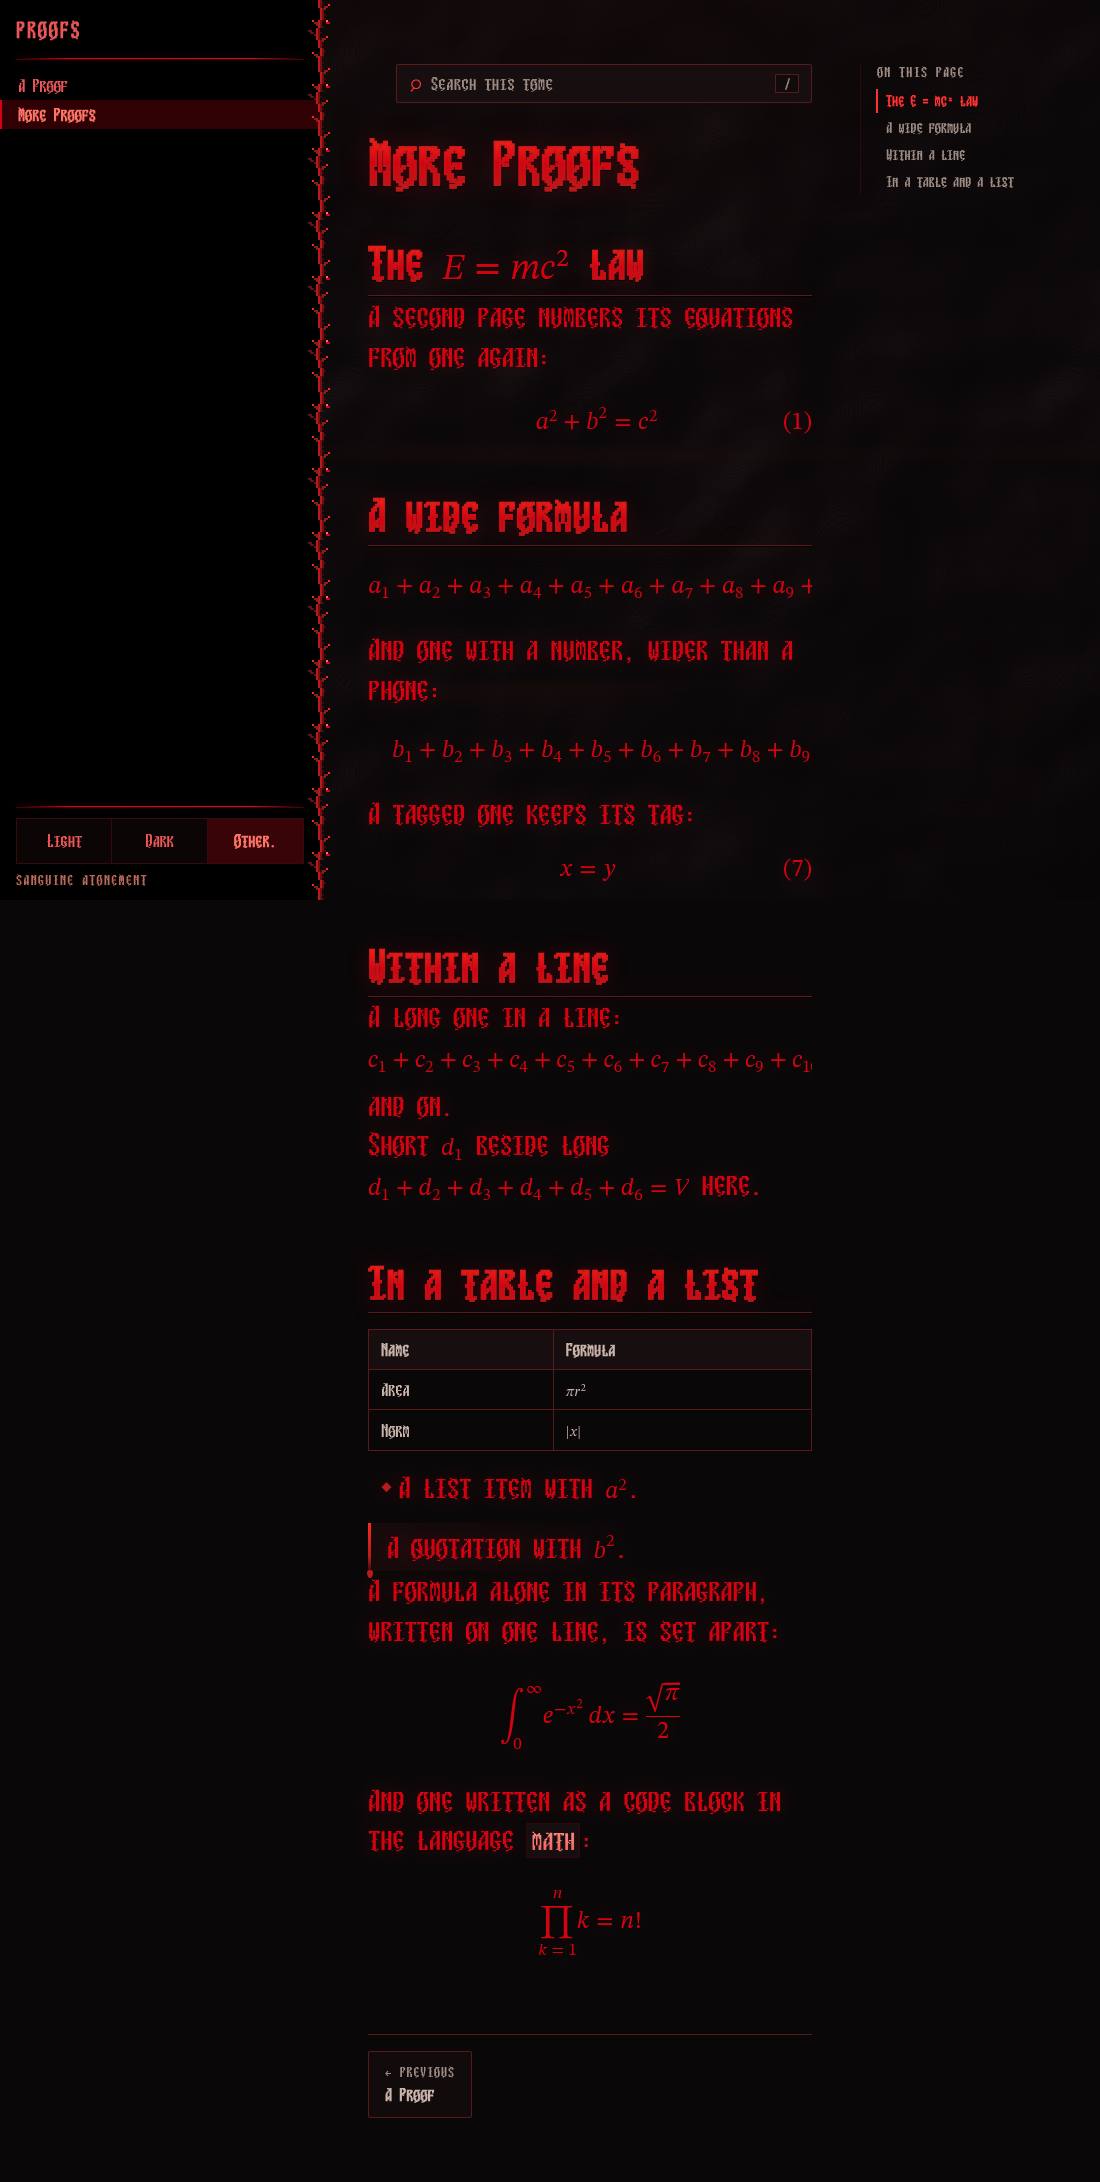 PROOFS
A Proof
More Proofs
Light
Dark
Other.
SANGUINE ATONEMENT
Search this tome
/
ON THIS PAGE
The E = mc² law
A wide formula
Within a line
In a table and a list
More Proofs
The E = mc² law
A second page numbers its equations
from one again:
a² + b² = c² (1)
A wide formula
a₁ + a₂ + a₃ + a₄ + a₅ + a₆ + a₇ + a₈ + a₉ +
And one with a number, wider than a
phone:
b₁ + b₂ + b₃ + b₄ + b₅ + b₆ + b₇ + b₈ + b₉
A tagged one keeps its tag:
x = y (7)
Within a line
A long one in a line:
c₁ + c₂ + c₃ + c₄ + c₅ + c₆ + c₇ + c₈ + c₉ + c₁₀
and on.
Short d₁ beside long
d₁ + d₂ + d₃ + d₄ + d₅ + d₆ = V here.
In a table and a list
Name Formula
Area πr²
Norm |x|
◆ A list item with a².
A quotation with b².
A formula alone in its paragraph,
written on one line, is set apart:
∫₀^∞ e^(−x²) dx = √π / 2
And one written as a code block in
the language math:
∏_(k = 1)^n k = n!
← PREVIOUS
A Proof